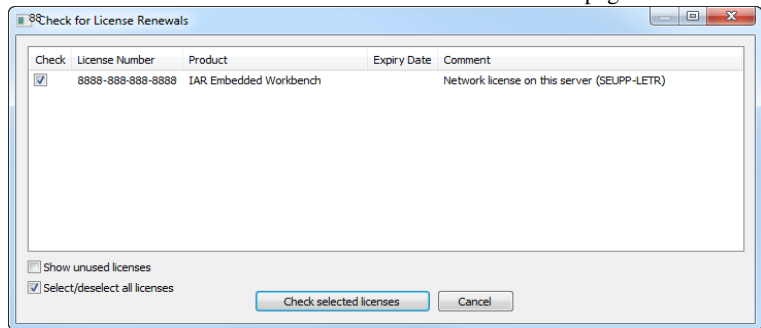 88Check for License Renewals
Check License Number Product Expiry Date Comment
8888-888-888-8888 IAR Embedded Workbench Network license on this server (SEUPP-LETR)
Show unused licenses
Select/deselect all licenses
Check selected licenses Cancel